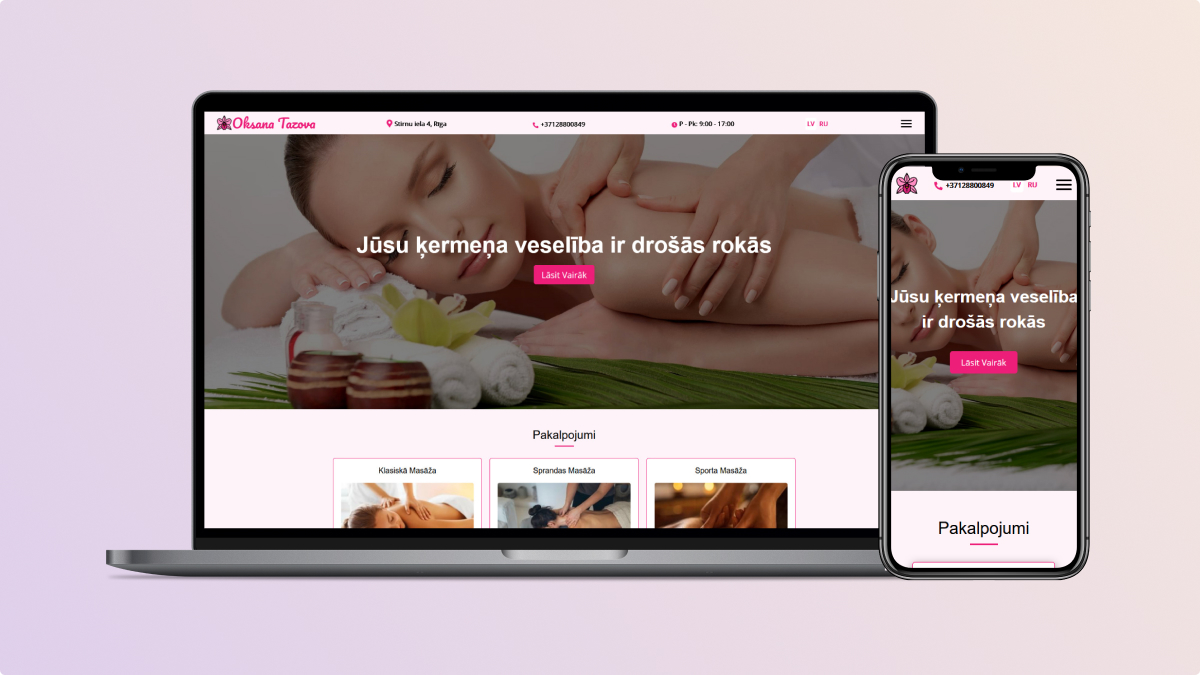 Oksana Tazova
Stirnu iela 4, Rīga
+37128800849
P - Pk: 9:00 - 17:00
LV RU
Jūsu ķermeņa veselība ir drošās rokās
Lāsīt Vairāk
Pakalpojumi
Klasiskā Masāža
Sprandas Masāža
Sporta Masāža
+37128800849
LV RU
Jūsu ķermeņa veselība
ir drošās rokās
Lāsīt Vairāk
Pakalpojumi